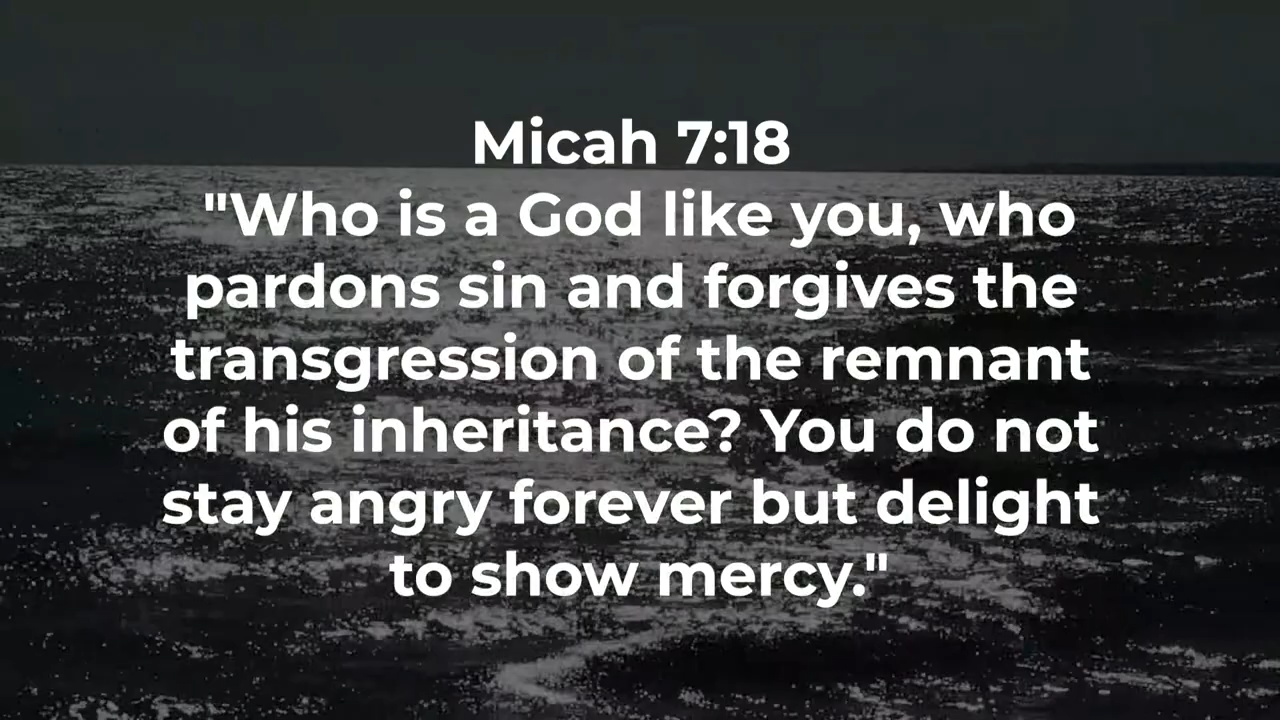 Micah 7:18
"Who is a God like you, who
pardons sin and forgives the
transgression of the remnant
of his inheritance? You do not
stay angry forever but delight
to show mercy."